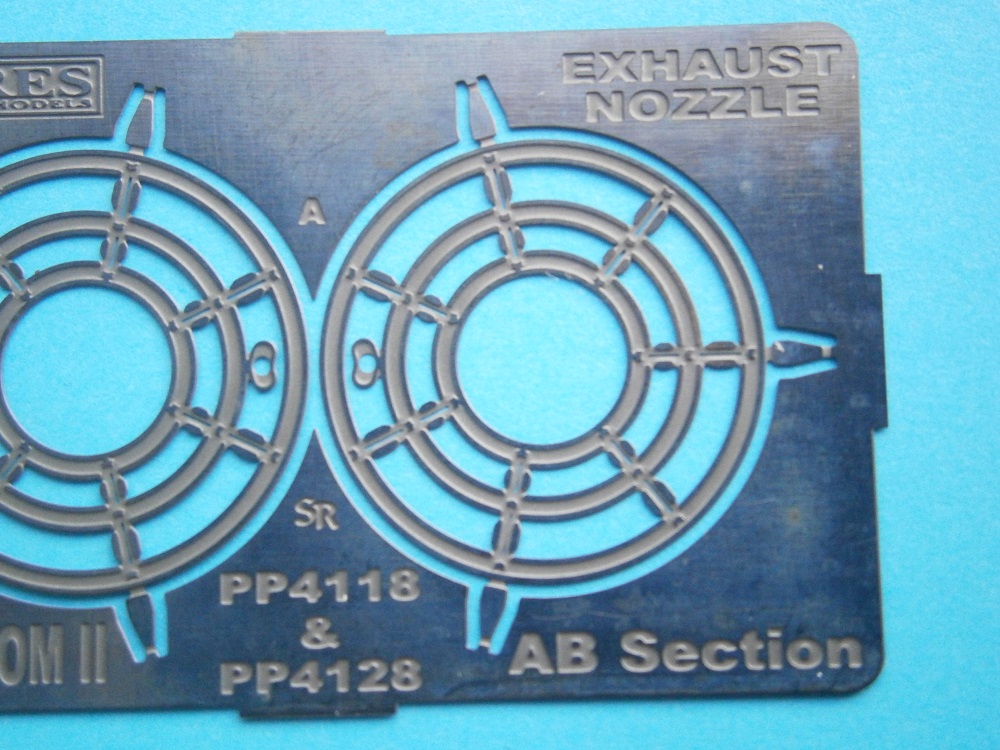 RES
MODELS
EXHAUST
NOZZLE
A
SR
PP4118
&
PP4128
OM II
AB Section